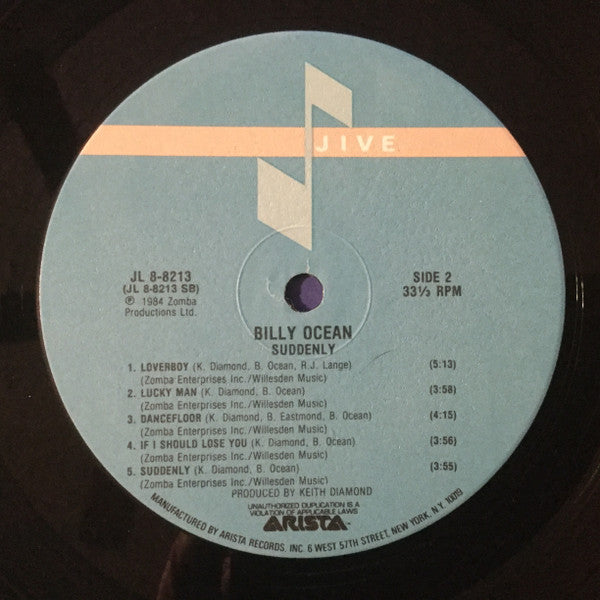 JIVE
JL 8-8213
(JL 8-8213 SB)
℗ 1984 Zomba
Productions Ltd.
SIDE 2
33⅓ RPM
BILLY OCEAN
SUDDENLY
1. LOVERBOY (K. Diamond, B. Ocean, R.J. Lange) (5:13)
(Zomba Enterprises Inc./Willesden Music)
2. LUCKY MAN (K. Diamond, B. Ocean) (3:58)
(Zomba Enterprises Inc./Willesden Music)
3. DANCEFLOOR (K. Diamond, B. Eastmond, B. Ocean) (4:15)
(Zomba Enterprises Inc./Willesden Music)
4. IF I SHOULD LOSE YOU (K. Diamond, B. Ocean) (3:56)
(Zomba Enterprises Inc./Willesden Music)
5. SUDDENLY (K. Diamond, B. Ocean) (3:55)
(Zomba Enterprises Inc./Willesden Music)
PRODUCED BY KEITH DIAMOND
UNAUTHORIZED DUPLICATION IS A
VIOLATION OF APPLICABLE LAWS
ARISTA
MANUFACTURED BY ARISTA RECORDS, INC. 6 WEST 57TH STREET, NEW YORK, N.Y. 10019